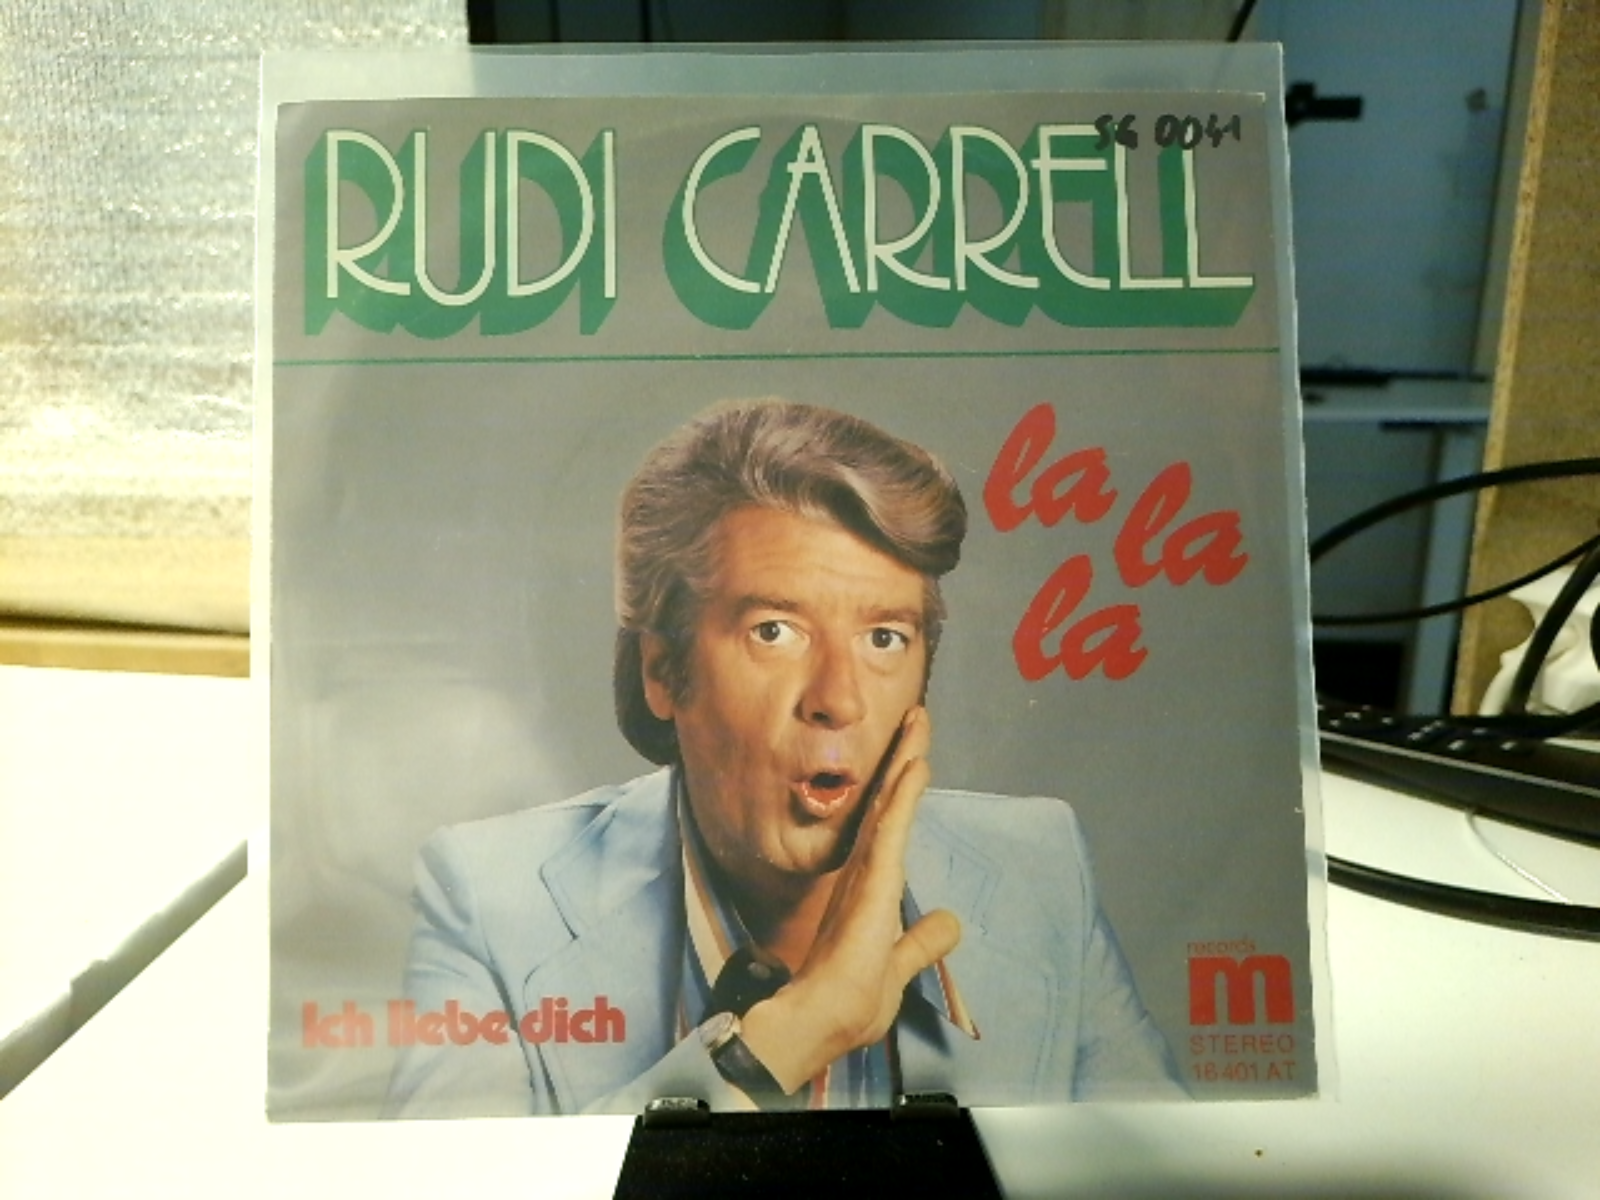 SG 0041
RUDI CARRELL
la
la
la
Ich liebe dich
records
m
STEREO
16 401 AT